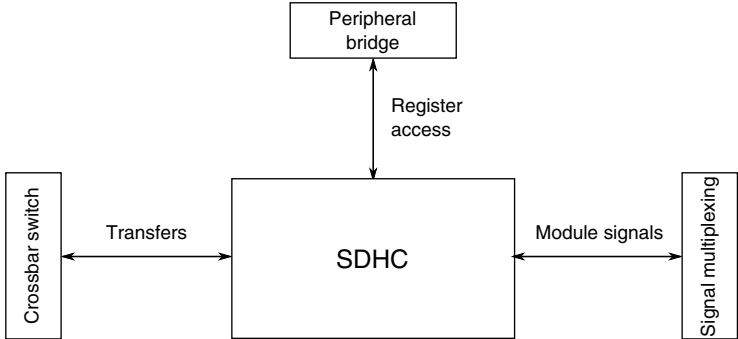 Peripheral
bridge
Register
access
Crossbar switch
Transfers
SDHC
Module signals
Signal multiplexing